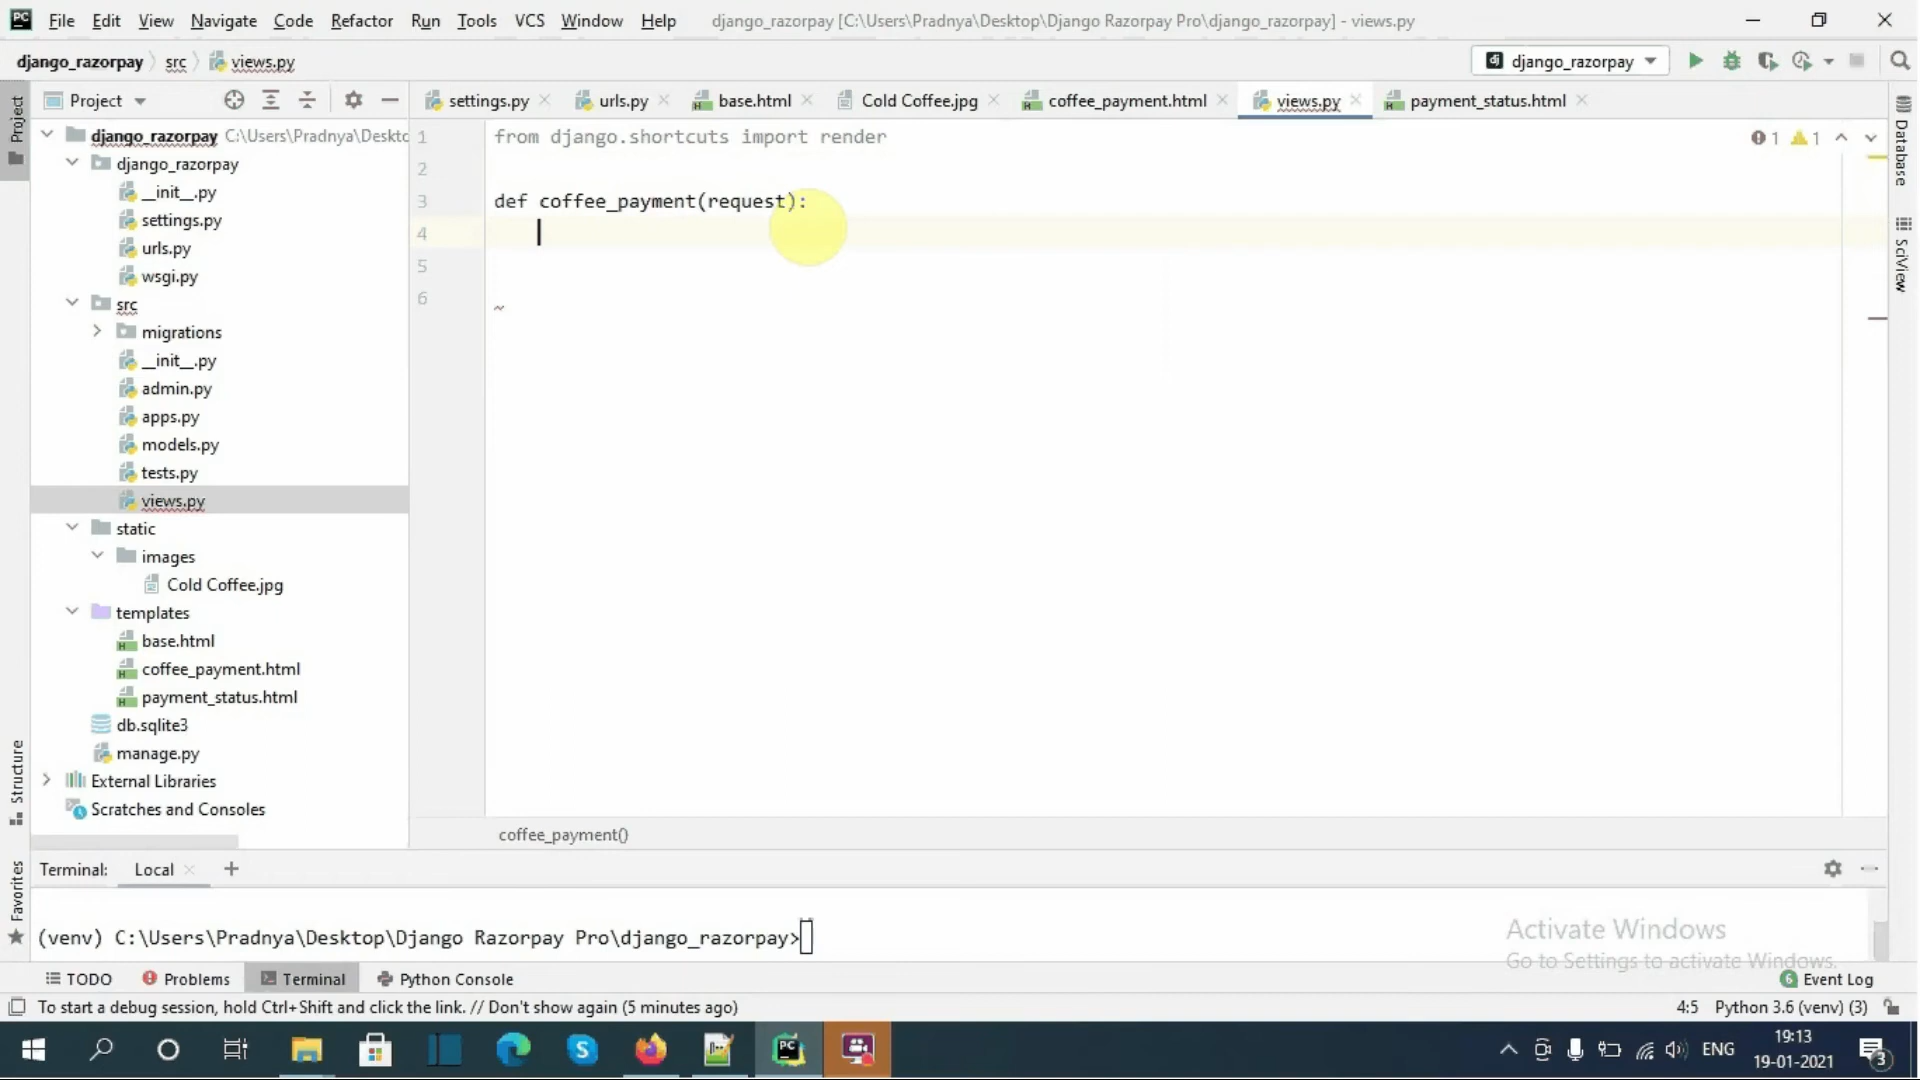 PC File Edit View Navigate Code Refactor Run Tools VCS Window Help django_razorpay [C:\Users\Pradnya\Desktop\Django Razorpay Pro\django_razorpay] - views.py
django_razorpay src views.py
dj django_razorpay
Project
settings.py urls.py base.html Cold Coffee.jpg coffee_payment.html views.py payment_status.html
Project
django_razorpay C:\Users\Pradnya\Deskto
django_razorpay
__init__.py
settings.py
urls.py
wsgi.py
src
migrations
__init__.py
admin.py
apps.py
models.py
tests.py
views.py
static
images
Cold Coffee.jpg
templates
base.html
coffee_payment.html
payment_status.html
db.sqlite3
manage.py
External Libraries
Scratches and Consoles
1 from django.shortcuts import render
2
3 def coffee_payment(request):
4
5
6
1 1
Database
SciView
Structure
Favorites
coffee_payment()
Terminal: Local
(venv) C:\Users\Pradnya\Desktop\Django Razorpay Pro\django_razorpay>
Activate Windows
Go to Settings to activate Windows.
TODO Problems Terminal Python Console
6 Event Log
To start a debug session, hold Ctrl+Shift and click the link. // Don't show again (5 minutes ago)
4:5 Python 3.6 (venv) (3)
S PC
ENG
19:13
19-01-2021
3